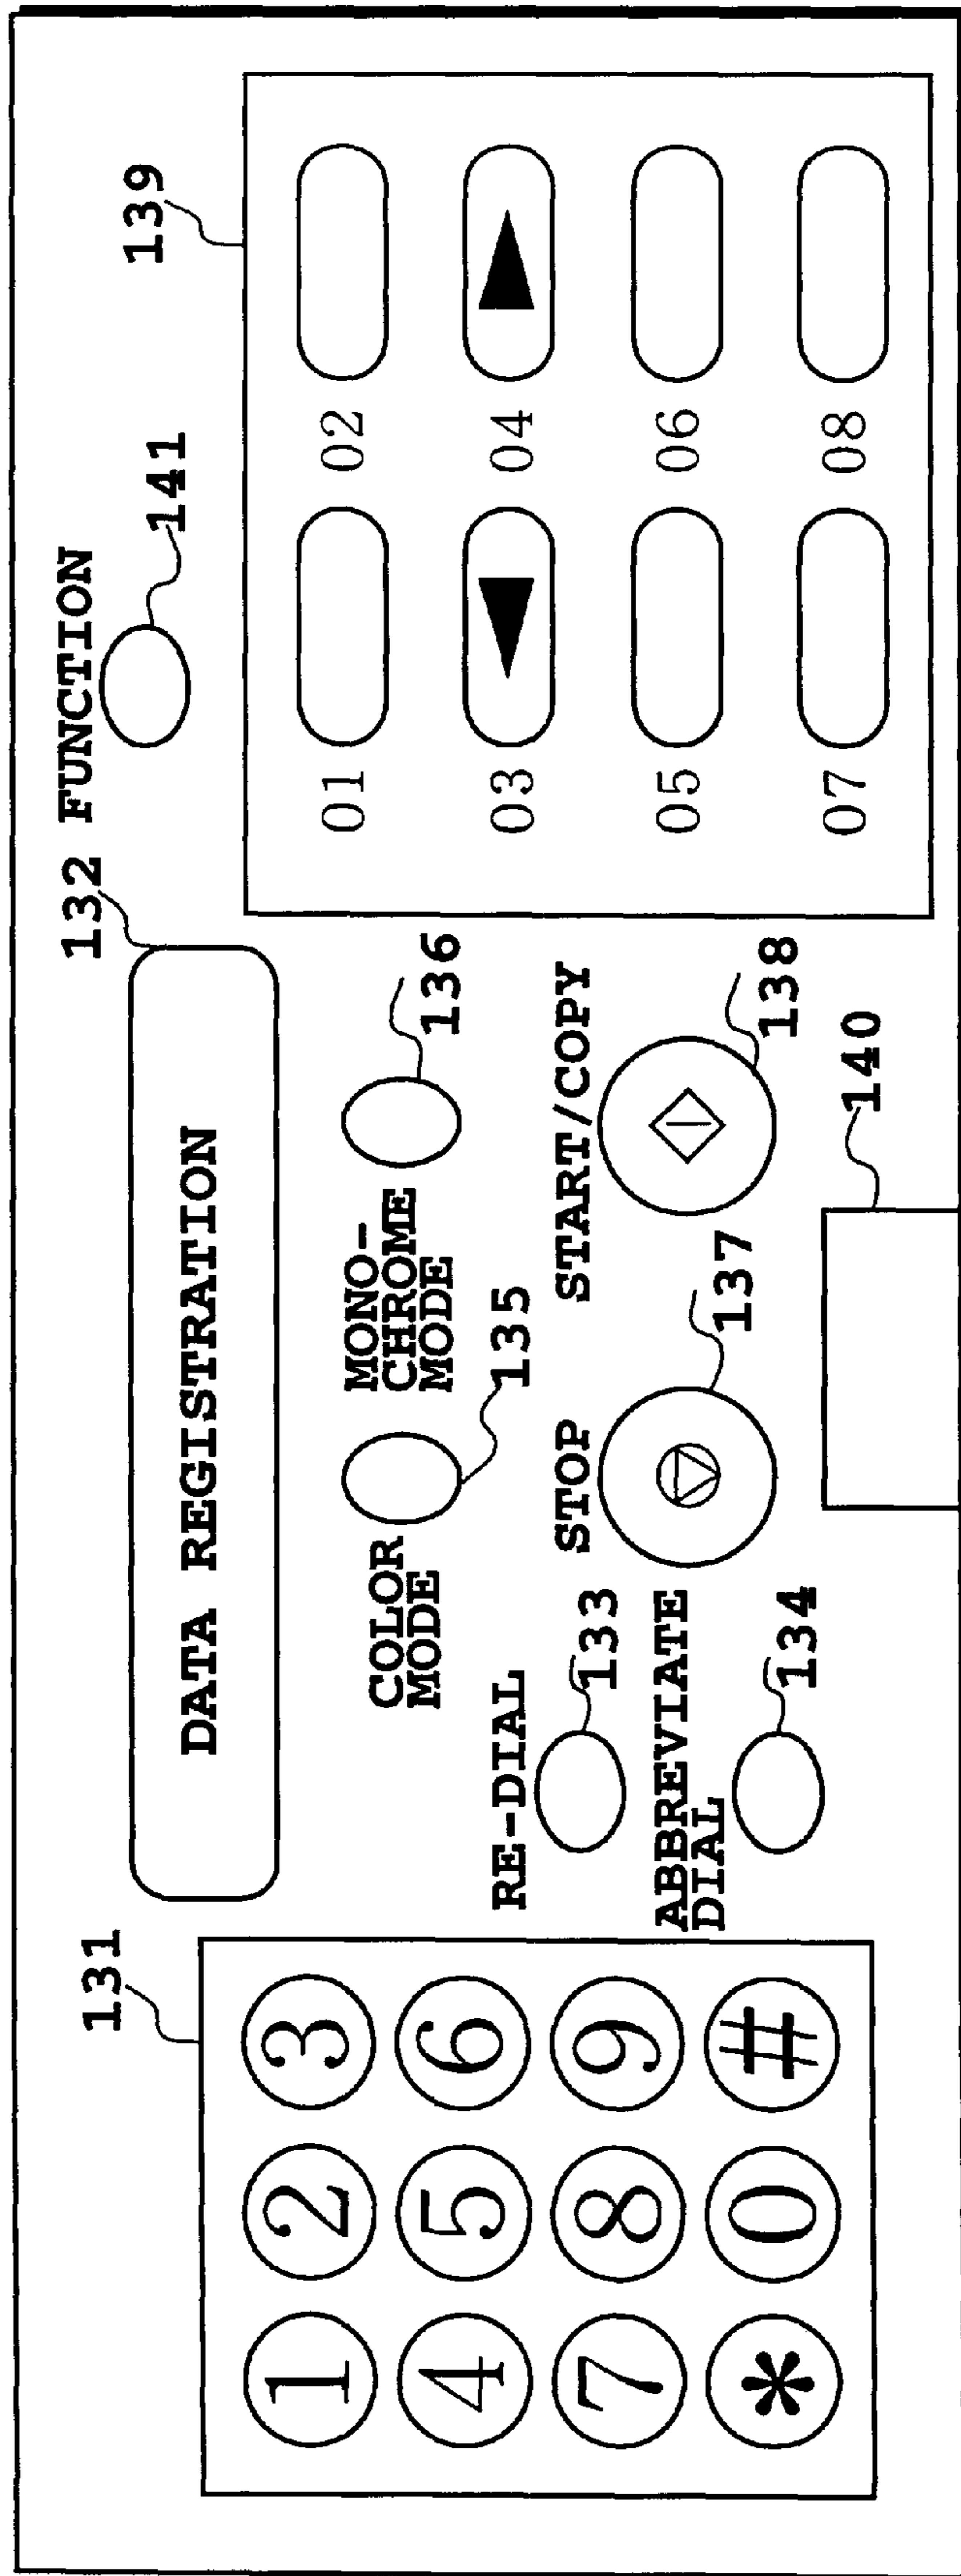 131
1 2 3
4 5 6
7 8 9
* 0 #
132
DATA REGISTRATION
COLOR
MODE
135
MONO-
CHROME
MODE
136
RE-DIAL
133
ABBREVIATE
DIAL
134
STOP
137
START/COPY
138
140
FUNCTION
141
139
01 02
03 04
05 06
07 08